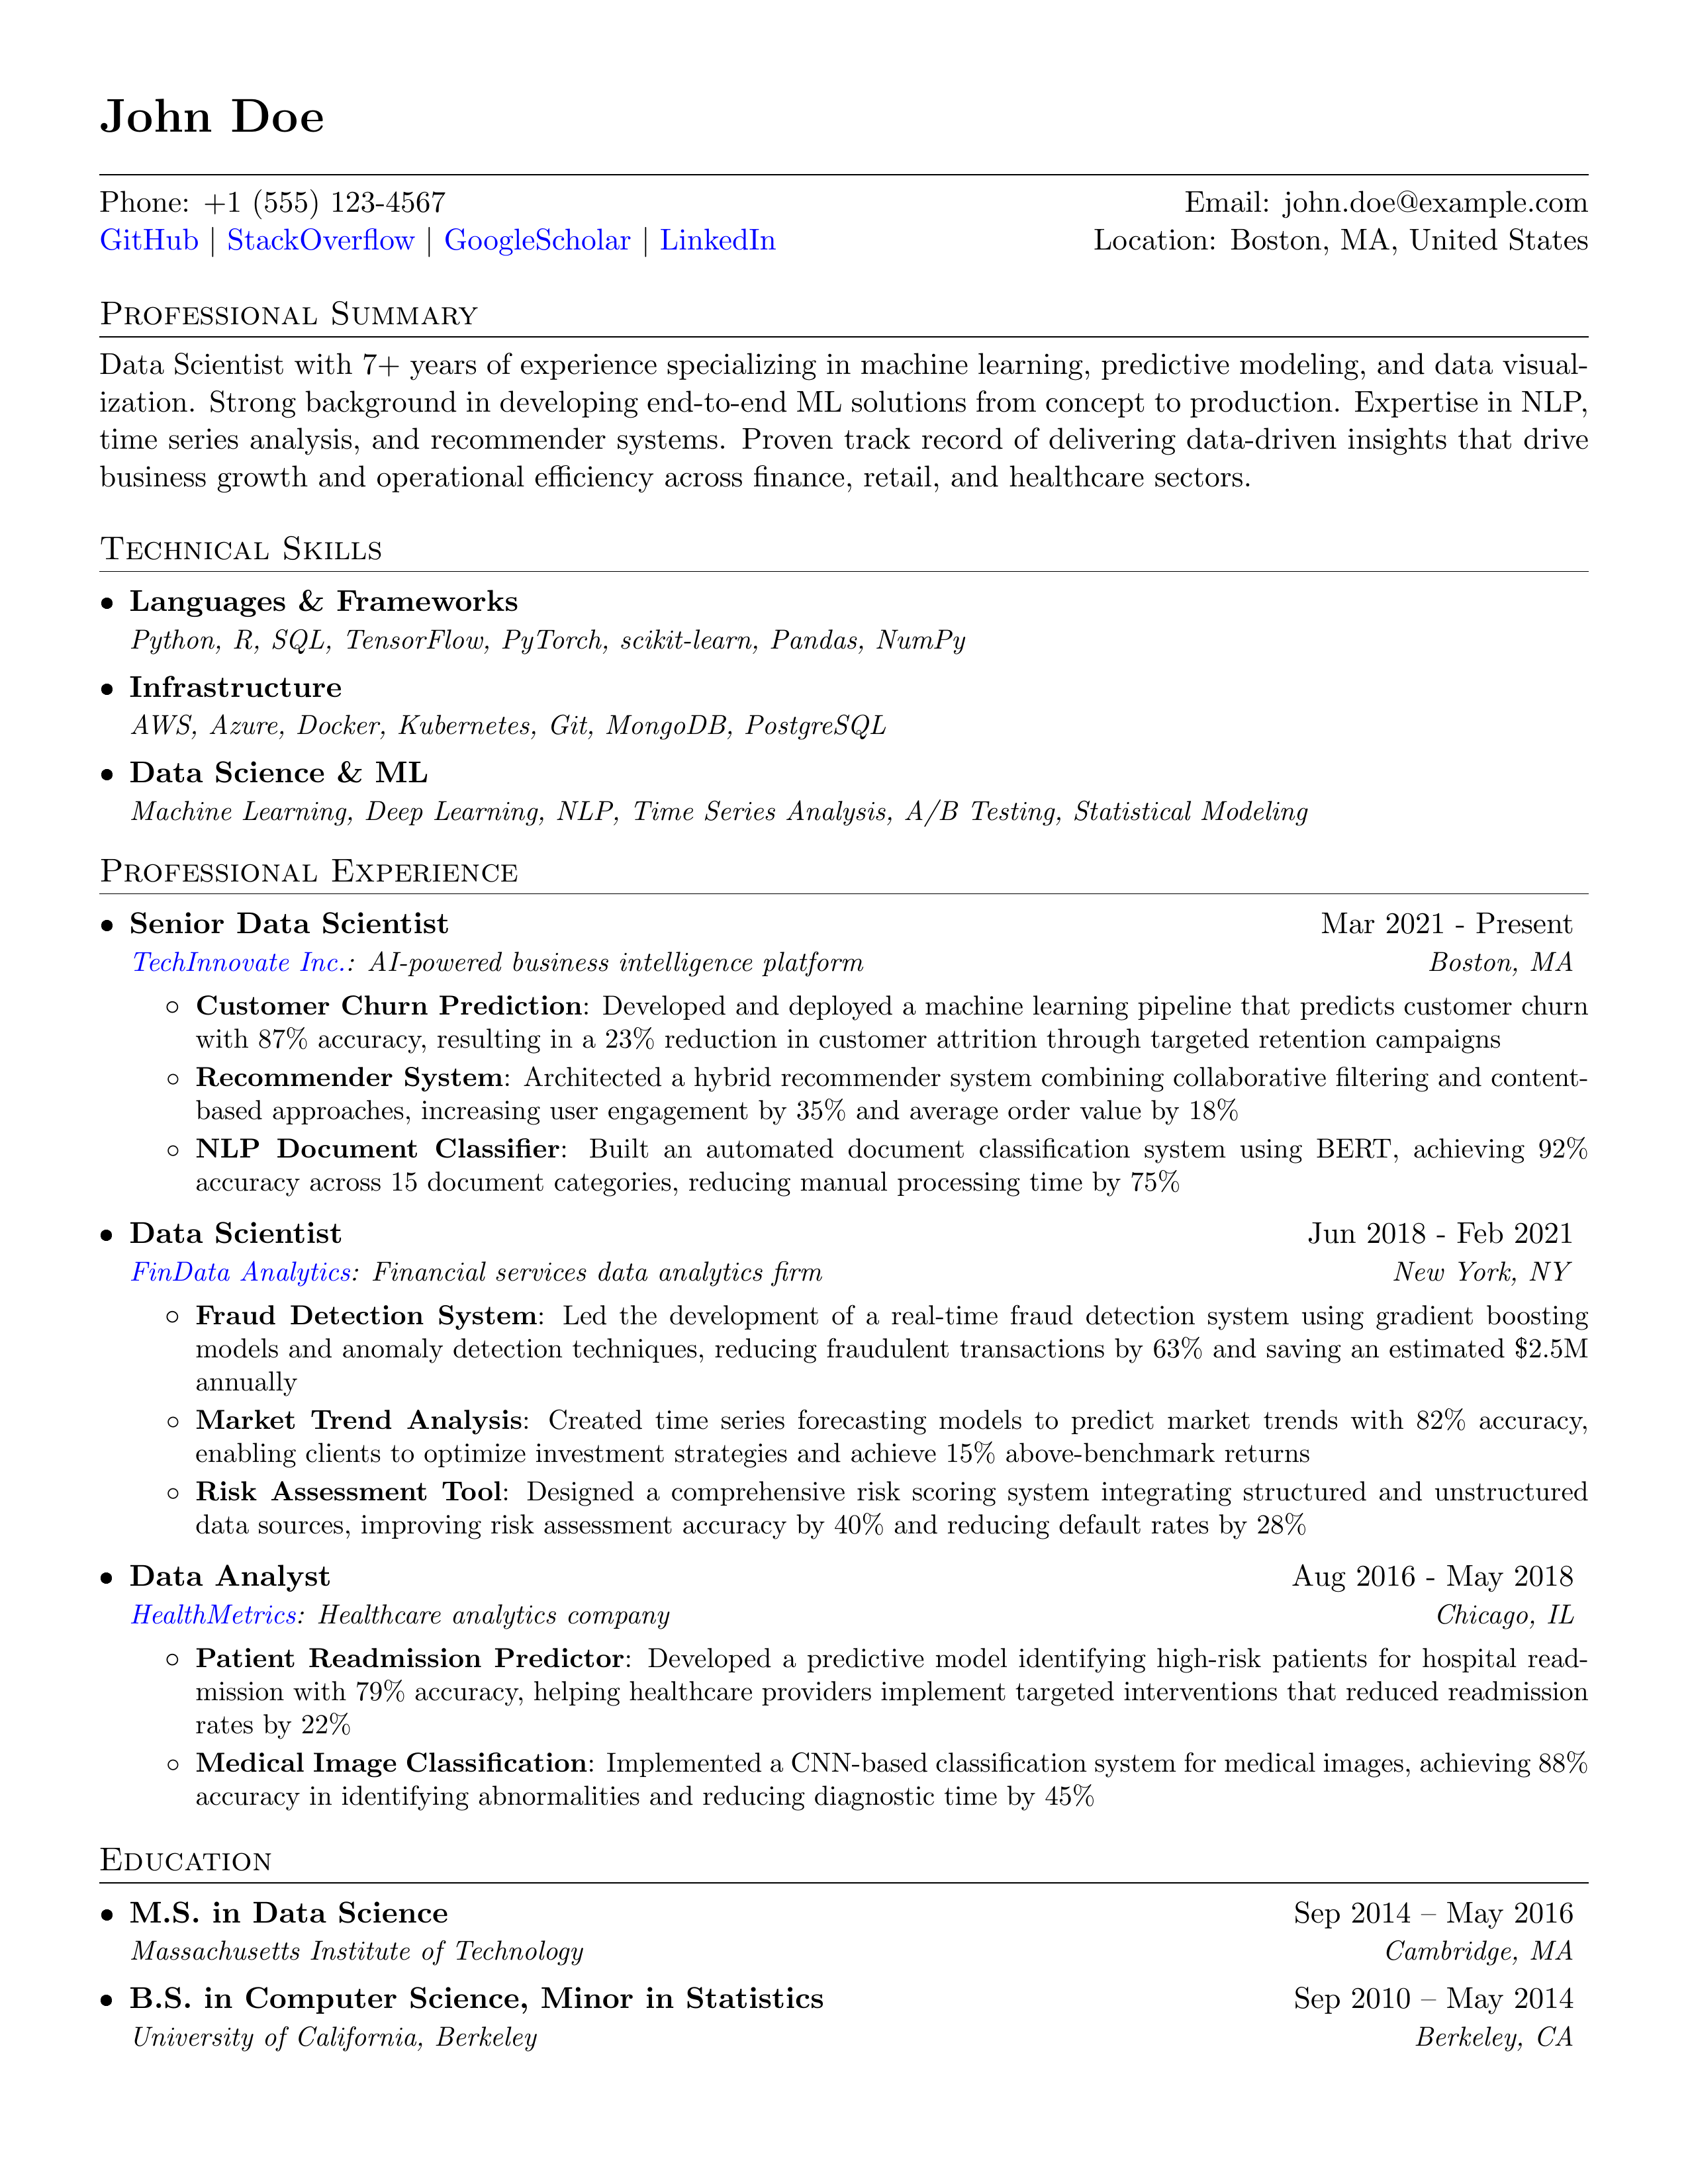 John Doe
Phone: +1 (555) 123-4567 Email: john.doe@example.com
GitHub | StackOverflow | GoogleScholar | LinkedIn Location: Boston, MA, United States
Professional Summary
Data Scientist with 7+ years of experience specializing in machine learning, predictive modeling, and data visual-
ization. Strong background in developing end-to-end ML solutions from concept to production. Expertise in NLP,
time series analysis, and recommender systems. Proven track record of delivering data-driven insights that drive
business growth and operational efficiency across finance, retail, and healthcare sectors.
Technical Skills
• Languages & Frameworks
Python, R, SQL, TensorFlow, PyTorch, scikit-learn, Pandas, NumPy
• Infrastructure
AWS, Azure, Docker, Kubernetes, Git, MongoDB, PostgreSQL
• Data Science & ML
Machine Learning, Deep Learning, NLP, Time Series Analysis, A/B Testing, Statistical Modeling
Professional Experience
• Senior Data Scientist Mar 2021 - Present
TechInnovate Inc.: AI-powered business intelligence platform Boston, MA
◦ Customer Churn Prediction: Developed and deployed a machine learning pipeline that predicts customer churn
with 87% accuracy, resulting in a 23% reduction in customer attrition through targeted retention campaigns
◦ Recommender System: Architected a hybrid recommender system combining collaborative filtering and content-
based approaches, increasing user engagement by 35% and average order value by 18%
◦ NLP Document Classifier: Built an automated document classification system using BERT, achieving 92%
accuracy across 15 document categories, reducing manual processing time by 75%
• Data Scientist Jun 2018 - Feb 2021
FinData Analytics: Financial services data analytics firm New York, NY
◦ Fraud Detection System: Led the development of a real-time fraud detection system using gradient boosting
models and anomaly detection techniques, reducing fraudulent transactions by 63% and saving an estimated $2.5M
annually
◦ Market Trend Analysis: Created time series forecasting models to predict market trends with 82% accuracy,
enabling clients to optimize investment strategies and achieve 15% above-benchmark returns
◦ Risk Assessment Tool: Designed a comprehensive risk scoring system integrating structured and unstructured
data sources, improving risk assessment accuracy by 40% and reducing default rates by 28%
• Data Analyst Aug 2016 - May 2018
HealthMetrics: Healthcare analytics company Chicago, IL
◦ Patient Readmission Predictor: Developed a predictive model identifying high-risk patients for hospital read-
mission with 79% accuracy, helping healthcare providers implement targeted interventions that reduced readmission
rates by 22%
◦ Medical Image Classification: Implemented a CNN-based classification system for medical images, achieving 88%
accuracy in identifying abnormalities and reducing diagnostic time by 45%
Education
• M.S. in Data Science Sep 2014 – May 2016
Massachusetts Institute of Technology Cambridge, MA
• B.S. in Computer Science, Minor in Statistics Sep 2010 – May 2014
University of California, Berkeley Berkeley, CA